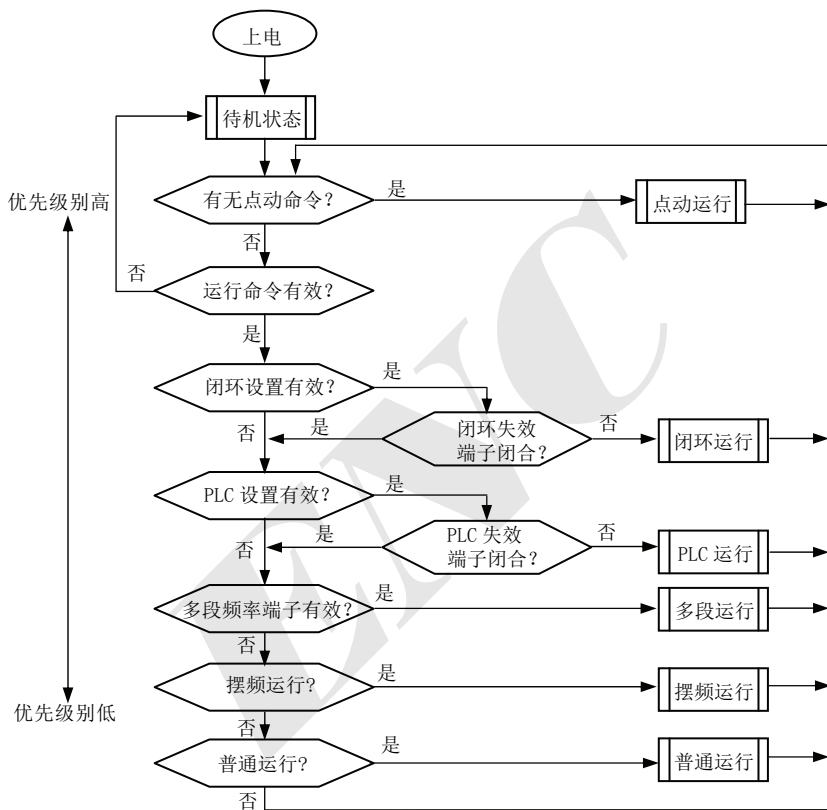 上电
待机状态
优先级别高
有无点动命令?
是
点动运行
否
否
运行命令有效?
是
闭环设置有效?
是
否
是
闭环失效
端子闭合?
否
闭环运行
PLC 设置有效?
是
否
是
PLC 失效
端子闭合?
否
PLC 运行
多段频率端子有效?
是
多段运行
否
摆频运行?
是
摆频运行
优先级别低
否
普通运行?
是
普通运行
否
ENC